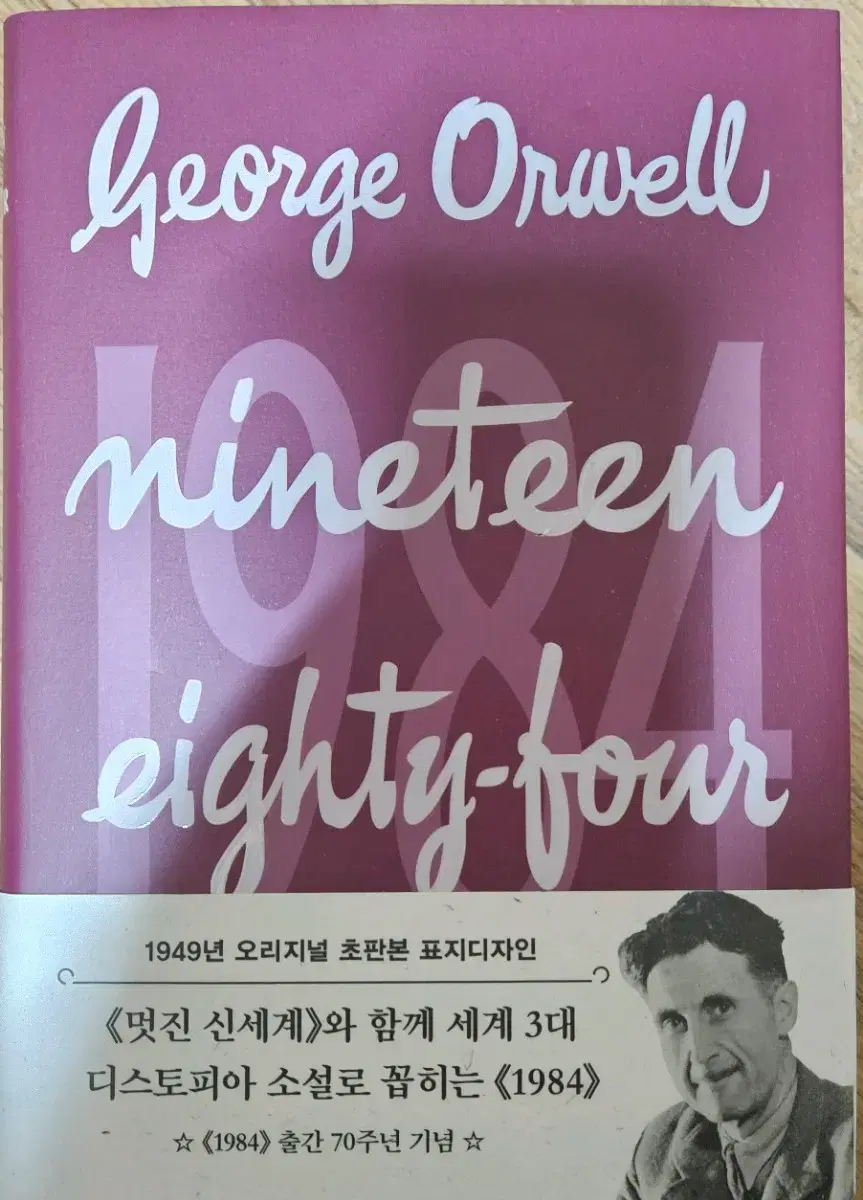 George Orwell
1984
nineteen
eighty-four
1949년 오리지널 초판본 표지디자인
《멋진 신세계》와 함께 세계 3대
디스토피아 소설로 꼽히는 《1984》
☆ 《1984》 출간 70주년 기념 ☆